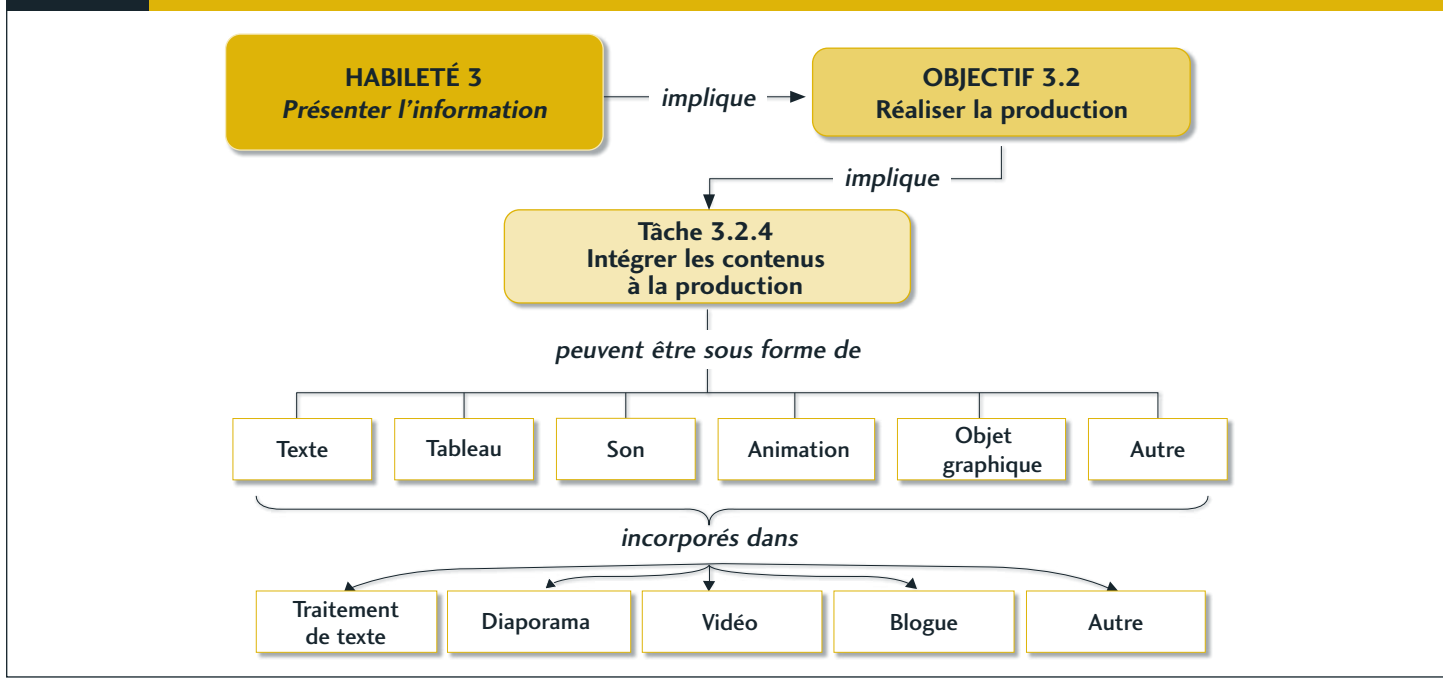 HABILETÉ 3
Présenter l'information
implique
OBJECTIF 3.2
Réaliser la production
implique
Tâche 3.2.4
Intégrer les contenus
à la production
peuvent être sous forme de
Texte
Tableau
Son
Animation
Objet
graphique
Autre
incorporés dans
Traitement
de texte
Diaporama
Vidéo
Blogue
Autre